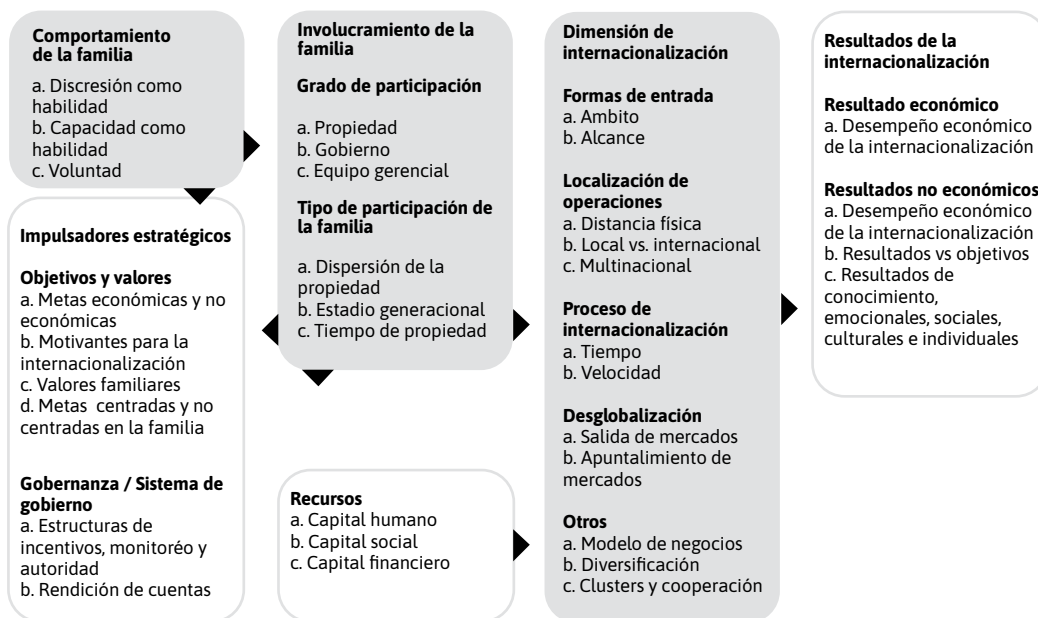 Comportamiento
de la familia
a. Discresión como
habilidad
b. Capacidad como
habilidad
c. Voluntad
Impulsadores estratégicos
Objetivos y valores
a. Metas económicas y no
económicas
b. Motivantes para la
internacionalización
c. Valores familiares
d. Metas centradas y no
centradas en la familia
Gobernanza / Sistema de
gobierno
a. Estructuras de
incentivos, monitoréo y
autoridad
b. Rendición de cuentas
Involucramiento de la
familia
Grado de participación
a. Propiedad
b. Gobierno
c. Equipo gerencial
Tipo de participación de
la familia
a. Dispersión de la
propiedad
b. Estadio generacional
c. Tiempo de propiedad
Recursos
a. Capital humano
b. Capital social
c. Capital financiero
Dimensión de
internacionalización
Formas de entrada
a. Ambito
b. Alcance
Localización de
operaciones
a. Distancia física
b. Local vs. internacional
c. Multinacional
Proceso de
internacionalización
a. Tiempo
b. Velocidad
Desglobalización
a. Salida de mercados
b. Apuntalimiento de
mercados
Otros
a. Modelo de negocios
b. Diversificación
c. Clusters y cooperación
Resultados de la
internacionalización
Resultado económico
a. Desempeño económico
de la internacionalización
Resultados no económicos
a. Desempeño económico
de la internacionalización
b. Resultados vs objetivos
c. Resultados de
conocimiento,
emocionales, sociales,
culturales e individuales